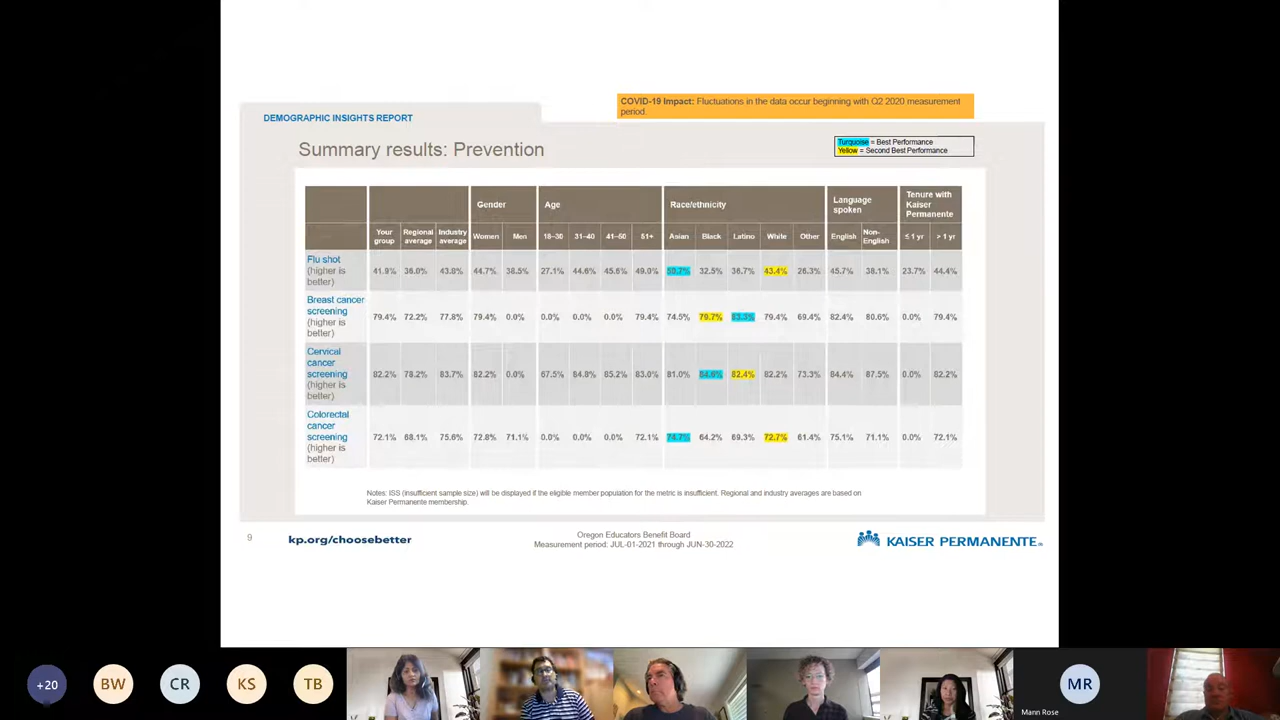 COVID-19 Impact: Fluctuations in the data occur beginning with Q2 2020 measurement
period.
DEMOGRAPHIC INSIGHTS REPORT
Turquoise = Best Performance
Yellow = Second Best Performance
Summary results: Prevention
Gender Age Race/ethnicity Language spoken Tenure with Kaiser Permanente
Your group Regional average Industry average Women Men 18–30 31–40 41–50 51+ Asian Black Latino White Other English Non-English ≤ 1 yr > 1 yr
Flu shot (higher is better) 41.9% 36.0% 43.0% 44.7% 38.5% 27.1% 44.6% 45.6% 49.0% 50.7% 32.5% 36.7% 43.4% 26.3% 45.7% 38.1% 23.7% 44.4%
Breast cancer screening (higher is better) 79.4% 72.2% 77.8% 79.4% 0.0% 0.0% 0.0% 0.0% 79.4% 74.5% 79.7% 83.3% 79.4% 69.4% 82.4% 80.6% 0.0% 79.4%
Cervical cancer screening (higher is better) 82.2% 78.2% 83.7% 82.2% 0.0% 67.5% 84.8% 85.2% 83.0% 81.0% 84.6% 82.4% 82.2% 73.3% 84.4% 87.5% 0.0% 82.2%
Colorectal cancer screening (higher is better) 72.1% 68.1% 75.6% 72.8% 71.1% 0.0% 0.0% 0.0% 72.1% 74.7% 64.2% 69.3% 72.7% 61.4% 75.1% 71.1% 0.0% 72.1%
Notes: ISS (insufficient sample size) will be displayed if the eligible member population for the metric is insufficient. Regional and industry averages are based on
Kaiser Permanente membership.
9
kp.org/choosebetter
Oregon Educators Benefit Board
Measurement period: JUL-01-2021 through JUN-30-2022
KAISER PERMANENTE
+20 BW CR KS TB MR
Mann Rose